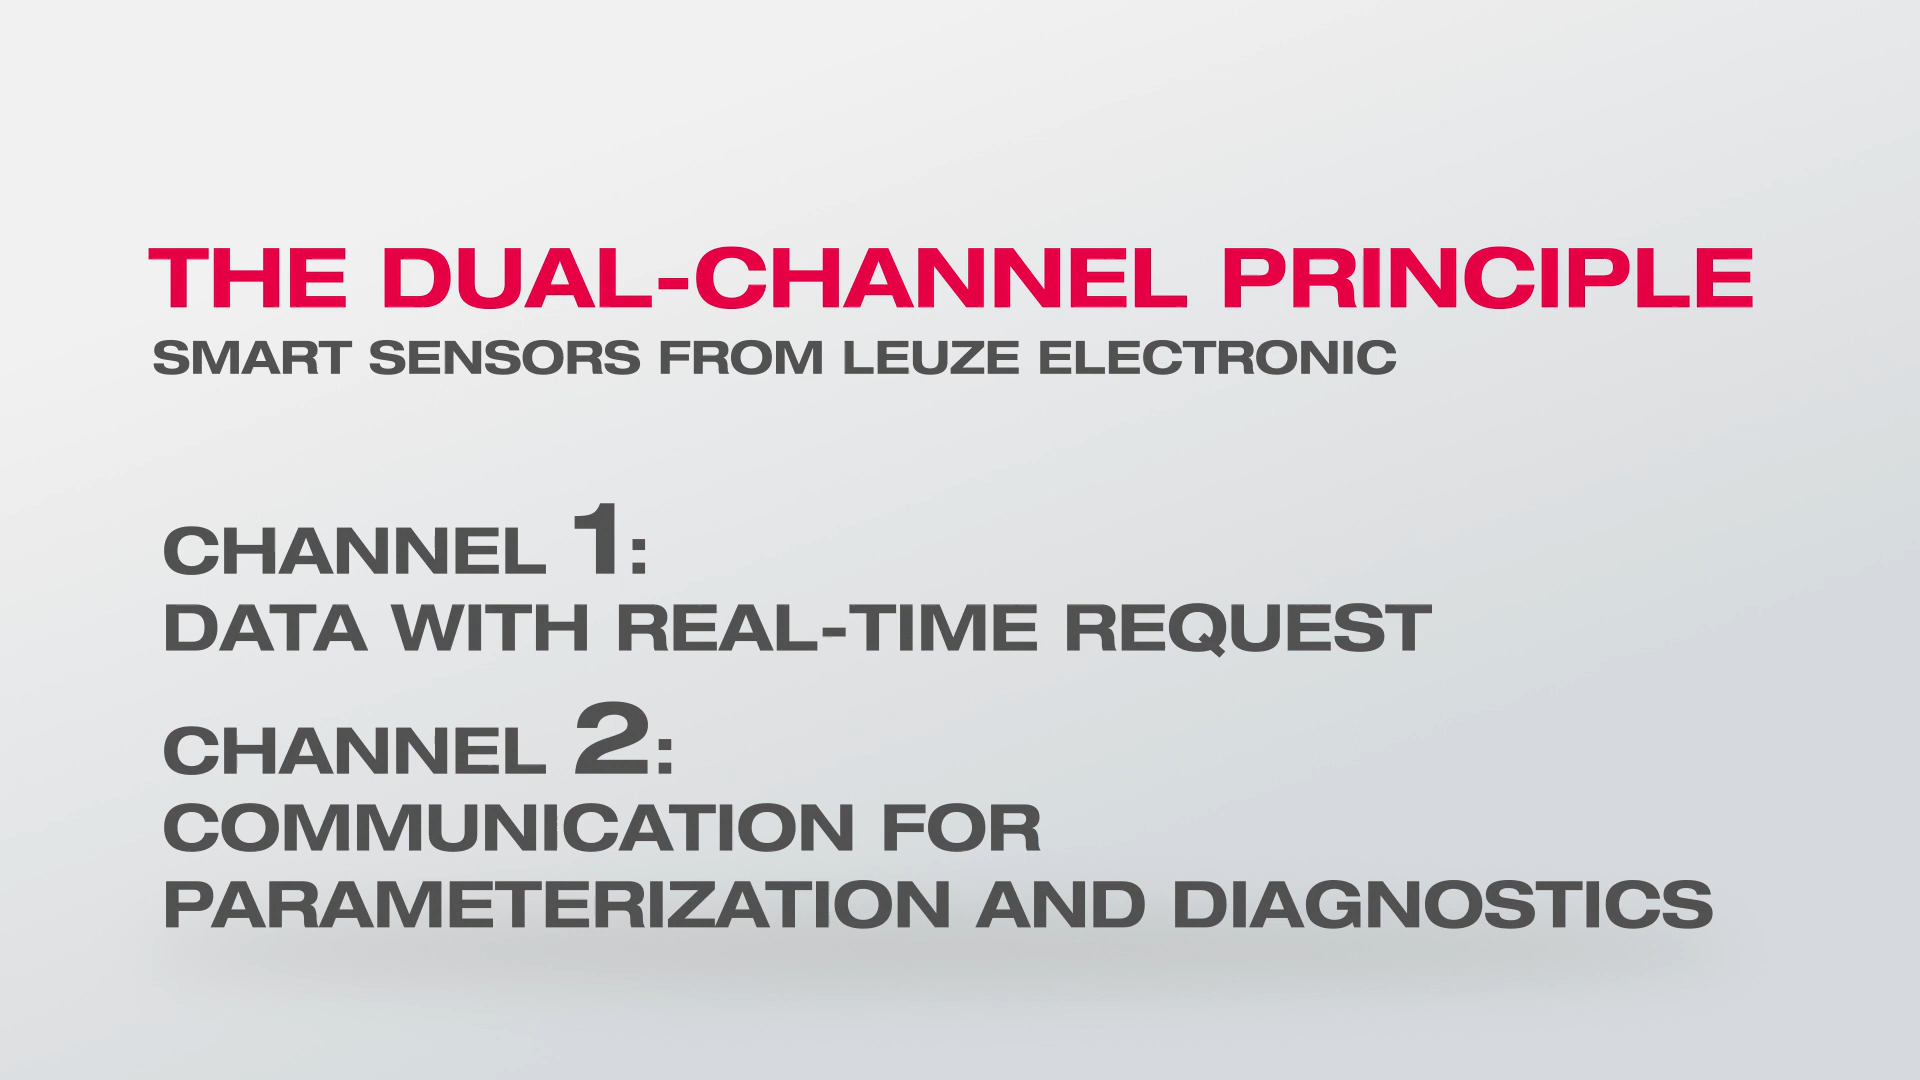 THE DUAL-CHANNEL PRINCIPLE
SMART SENSORS FROM LEUZE ELECTRONIC
CHANNEL 1:
DATA WITH REAL-TIME REQUEST
CHANNEL 2:
COMMUNICATION FOR
PARAMETERIZATION AND DIAGNOSTICS